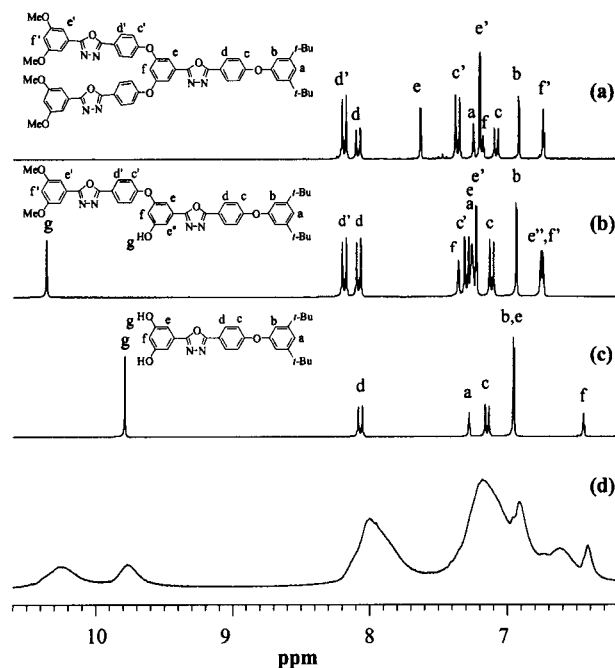 MeO e' d' c' e d c b t-Bu
f' O O f O O a
MeO N-N N-N t-Bu
MeO
MeO N-N
e' b
d' c' f'
e a c
d f (a)
MeO e' d' c' e d c b t-Bu
f' O O f O O a
MeO N-N g HO e" N-N t-Bu
g
e e' b
d' d c' a c (b)
f e",f'
HO e d c b t-Bu
g f O O a
g HO N-N t-Bu
b,e
d a c f (c)
(d)
10 9 8 7
ppm